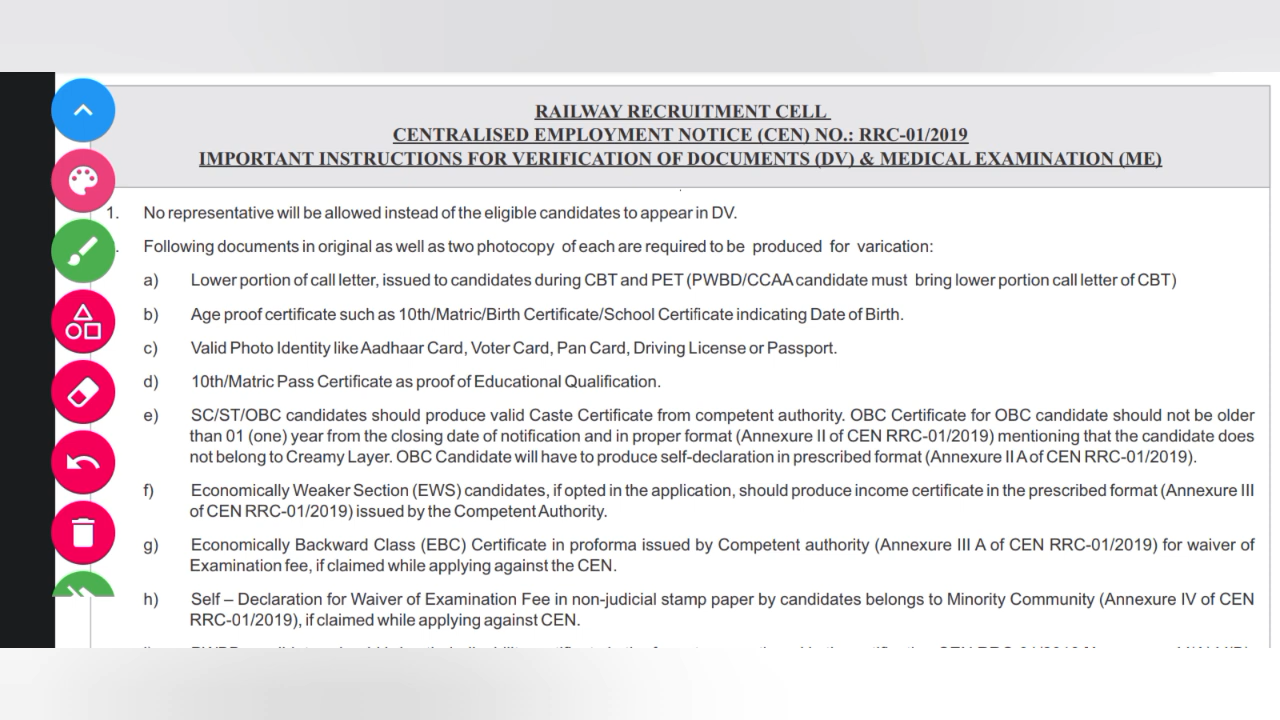 RAILWAY RECRUITMENT CELL
CENTRALISED EMPLOYMENT NOTICE (CEN) NO.: RRC-01/2019
IMPORTANT INSTRUCTIONS FOR VERIFICATION OF DOCUMENTS (DV) & MEDICAL EXAMINATION (ME)
1. No representative will be allowed instead of the eligible candidates to appear in DV.
. Following documents in original as well as two photocopy of each are required to be produced for varication:
a) Lower portion of call letter, issued to candidates during CBT and PET (PWBD/CCAA candidate must bring lower portion call letter of CBT)
b) Age proof certificate such as 10th/Matric/Birth Certificate/School Certificate indicating Date of Birth.
c) Valid Photo Identity like Aadhaar Card, Voter Card, Pan Card, Driving License or Passport.
d) 10th/Matric Pass Certificate as proof of Educational Qualification.
e) SC/ST/OBC candidates should produce valid Caste Certificate from competent authority. OBC Certificate for OBC candidate should not be older
than 01 (one) year from the closing date of notification and in proper format (Annexure II of CEN RRC-01/2019) mentioning that the candidate does
not belong to Creamy Layer. OBC Candidate will have to produce self-declaration in prescribed format (Annexure II A of CEN RRC-01/2019).
f) Economically Weaker Section (EWS) candidates, if opted in the application, should produce income certificate in the prescribed format (Annexure III
of CEN RRC-01/2019) issued by the Competent Authority.
g) Economically Backward Class (EBC) Certificate in proforma issued by Competent authority (Annexure III A of CEN RRC-01/2019) for waiver of
Examination fee, if claimed while applying against the CEN.
h) Self – Declaration for Waiver of Examination Fee in non-judicial stamp paper by candidates belongs to Minority Community (Annexure IV of CEN
RRC-01/2019), if claimed while applying against CEN.